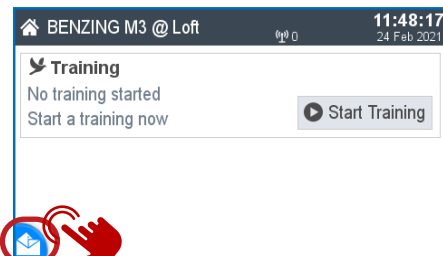 BENZING M3 @ Loft
0
11:48:17
24 Feb 2021
Training
No training started
Start a training now
Start Training